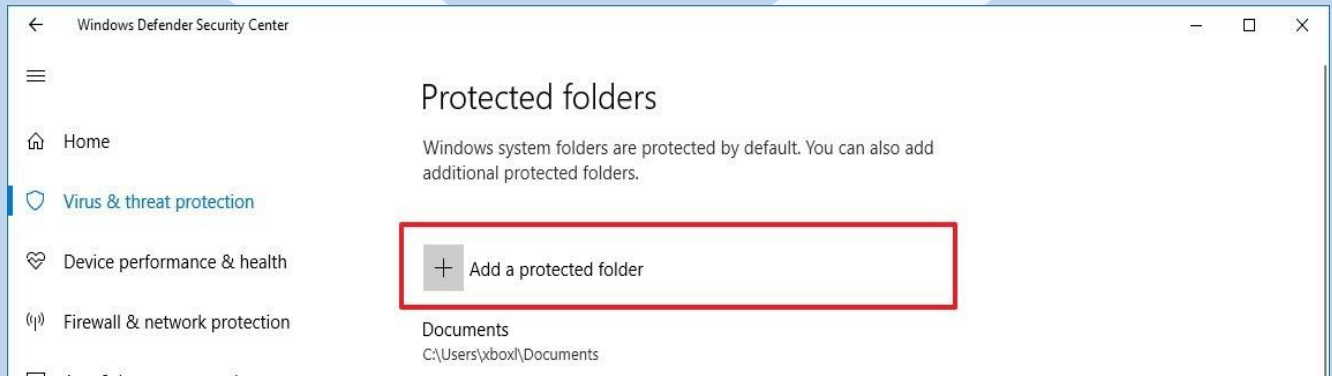 Windows Defender Security Center
Protected folders
Windows system folders are protected by default. You can also add
additional protected folders.
Home
Virus & threat protection
Device performance & health
Firewall & network protection
Add a protected folder
Documents
C:\Users\xboxl\Documents